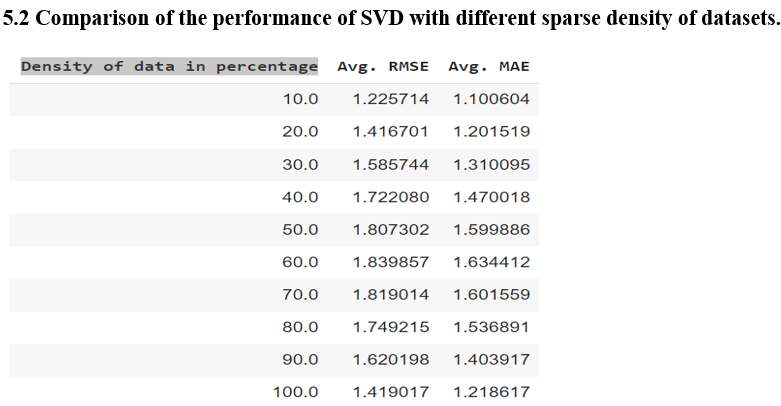 5.2 Comparison of the performance of SVD with different sparse density of datasets.
Density of data in percentage Avg. RMSE Avg. MAE
10.0 1.225714 1.100604
20.0 1.416701 1.201519
30.0 1.585744 1.310095
40.0 1.722080 1.470018
50.0 1.807302 1.599886
60.0 1.839857 1.634412
70.0 1.819014 1.601559
80.0 1.749215 1.536891
90.0 1.620198 1.403917
100.0 1.419017 1.218617